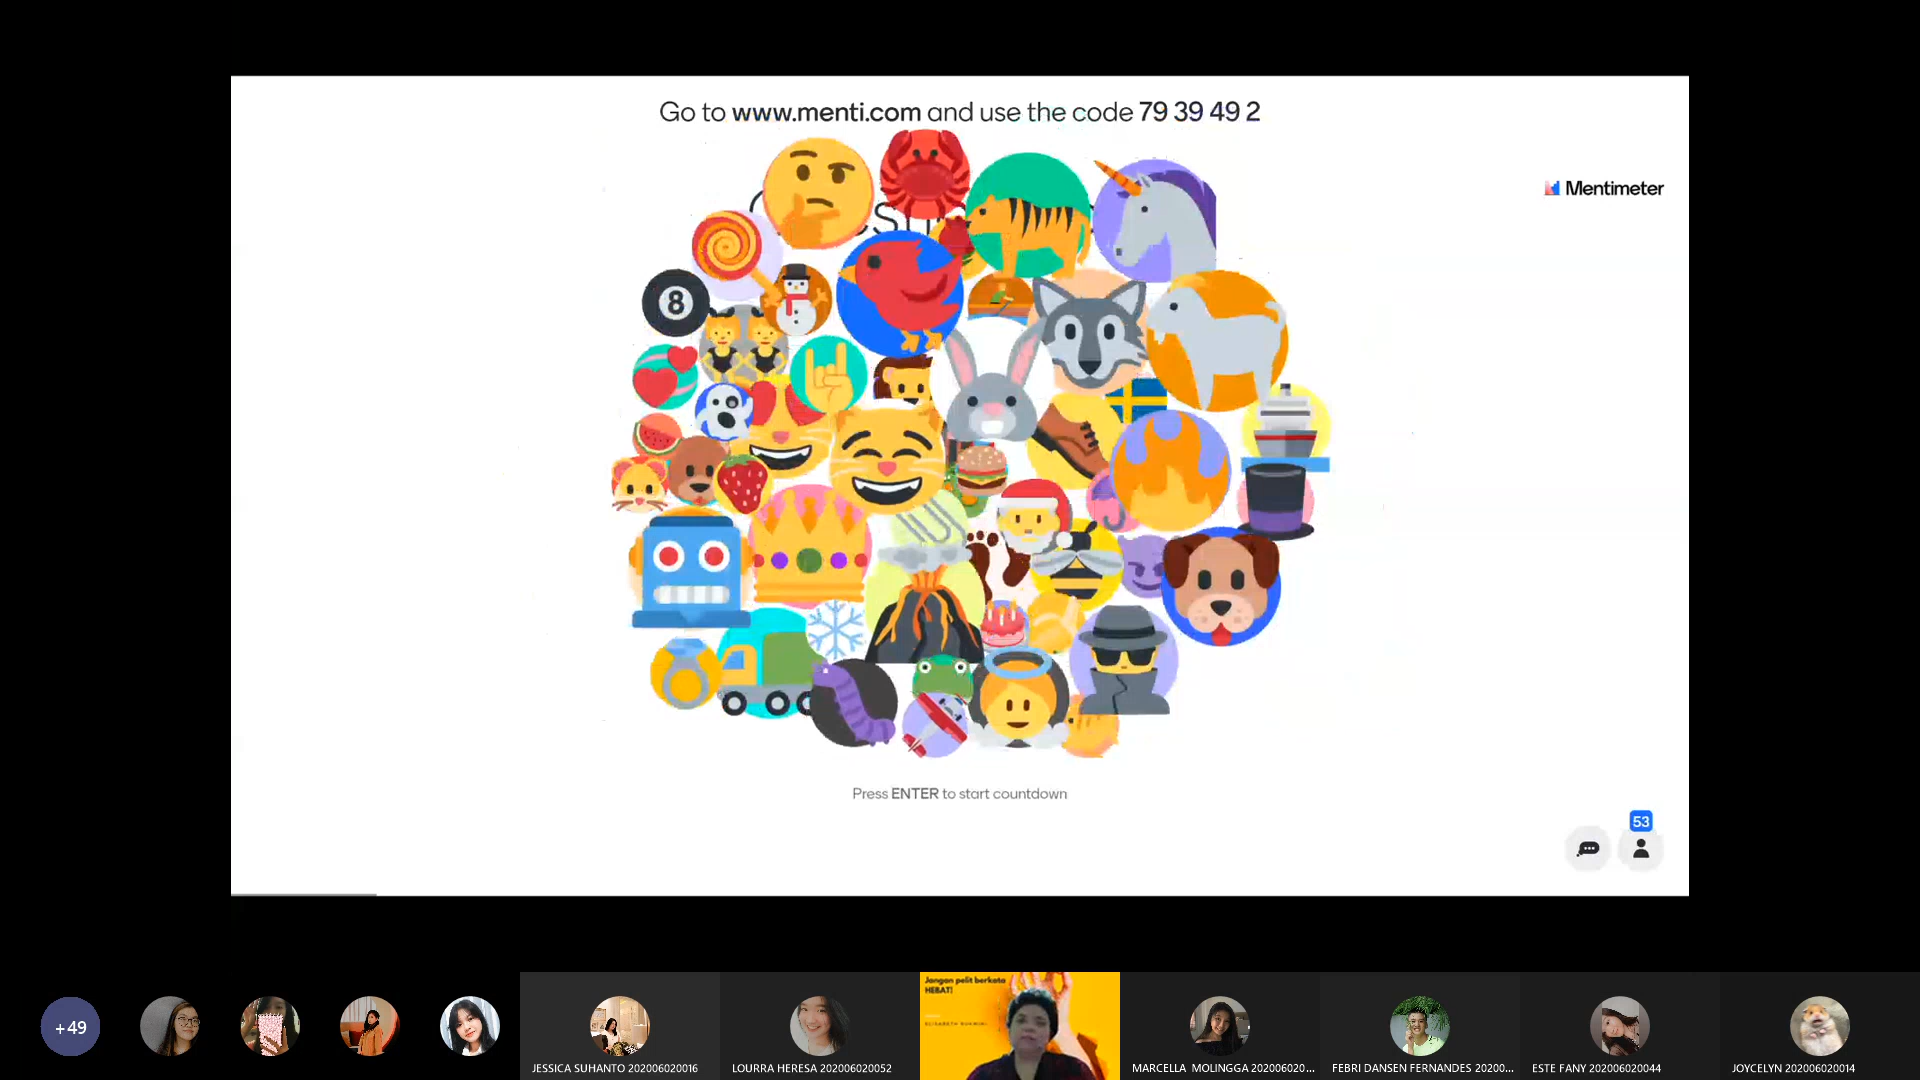 Go to www.menti.com and use the code 79 39 49 2
Mentimeter
8
Press ENTER to start countdown
53
+49
Jangan pelit berkata
HEBAT!
JESSICA SUHANTO 202006020016
LOURRA HERESA 202006020052
MARCELLA MOLINGGA 202006020...
FEBRI DANSEN FERNANDES 20200...
ESTE FANY 202006020044
JOYCELYN 202006020014